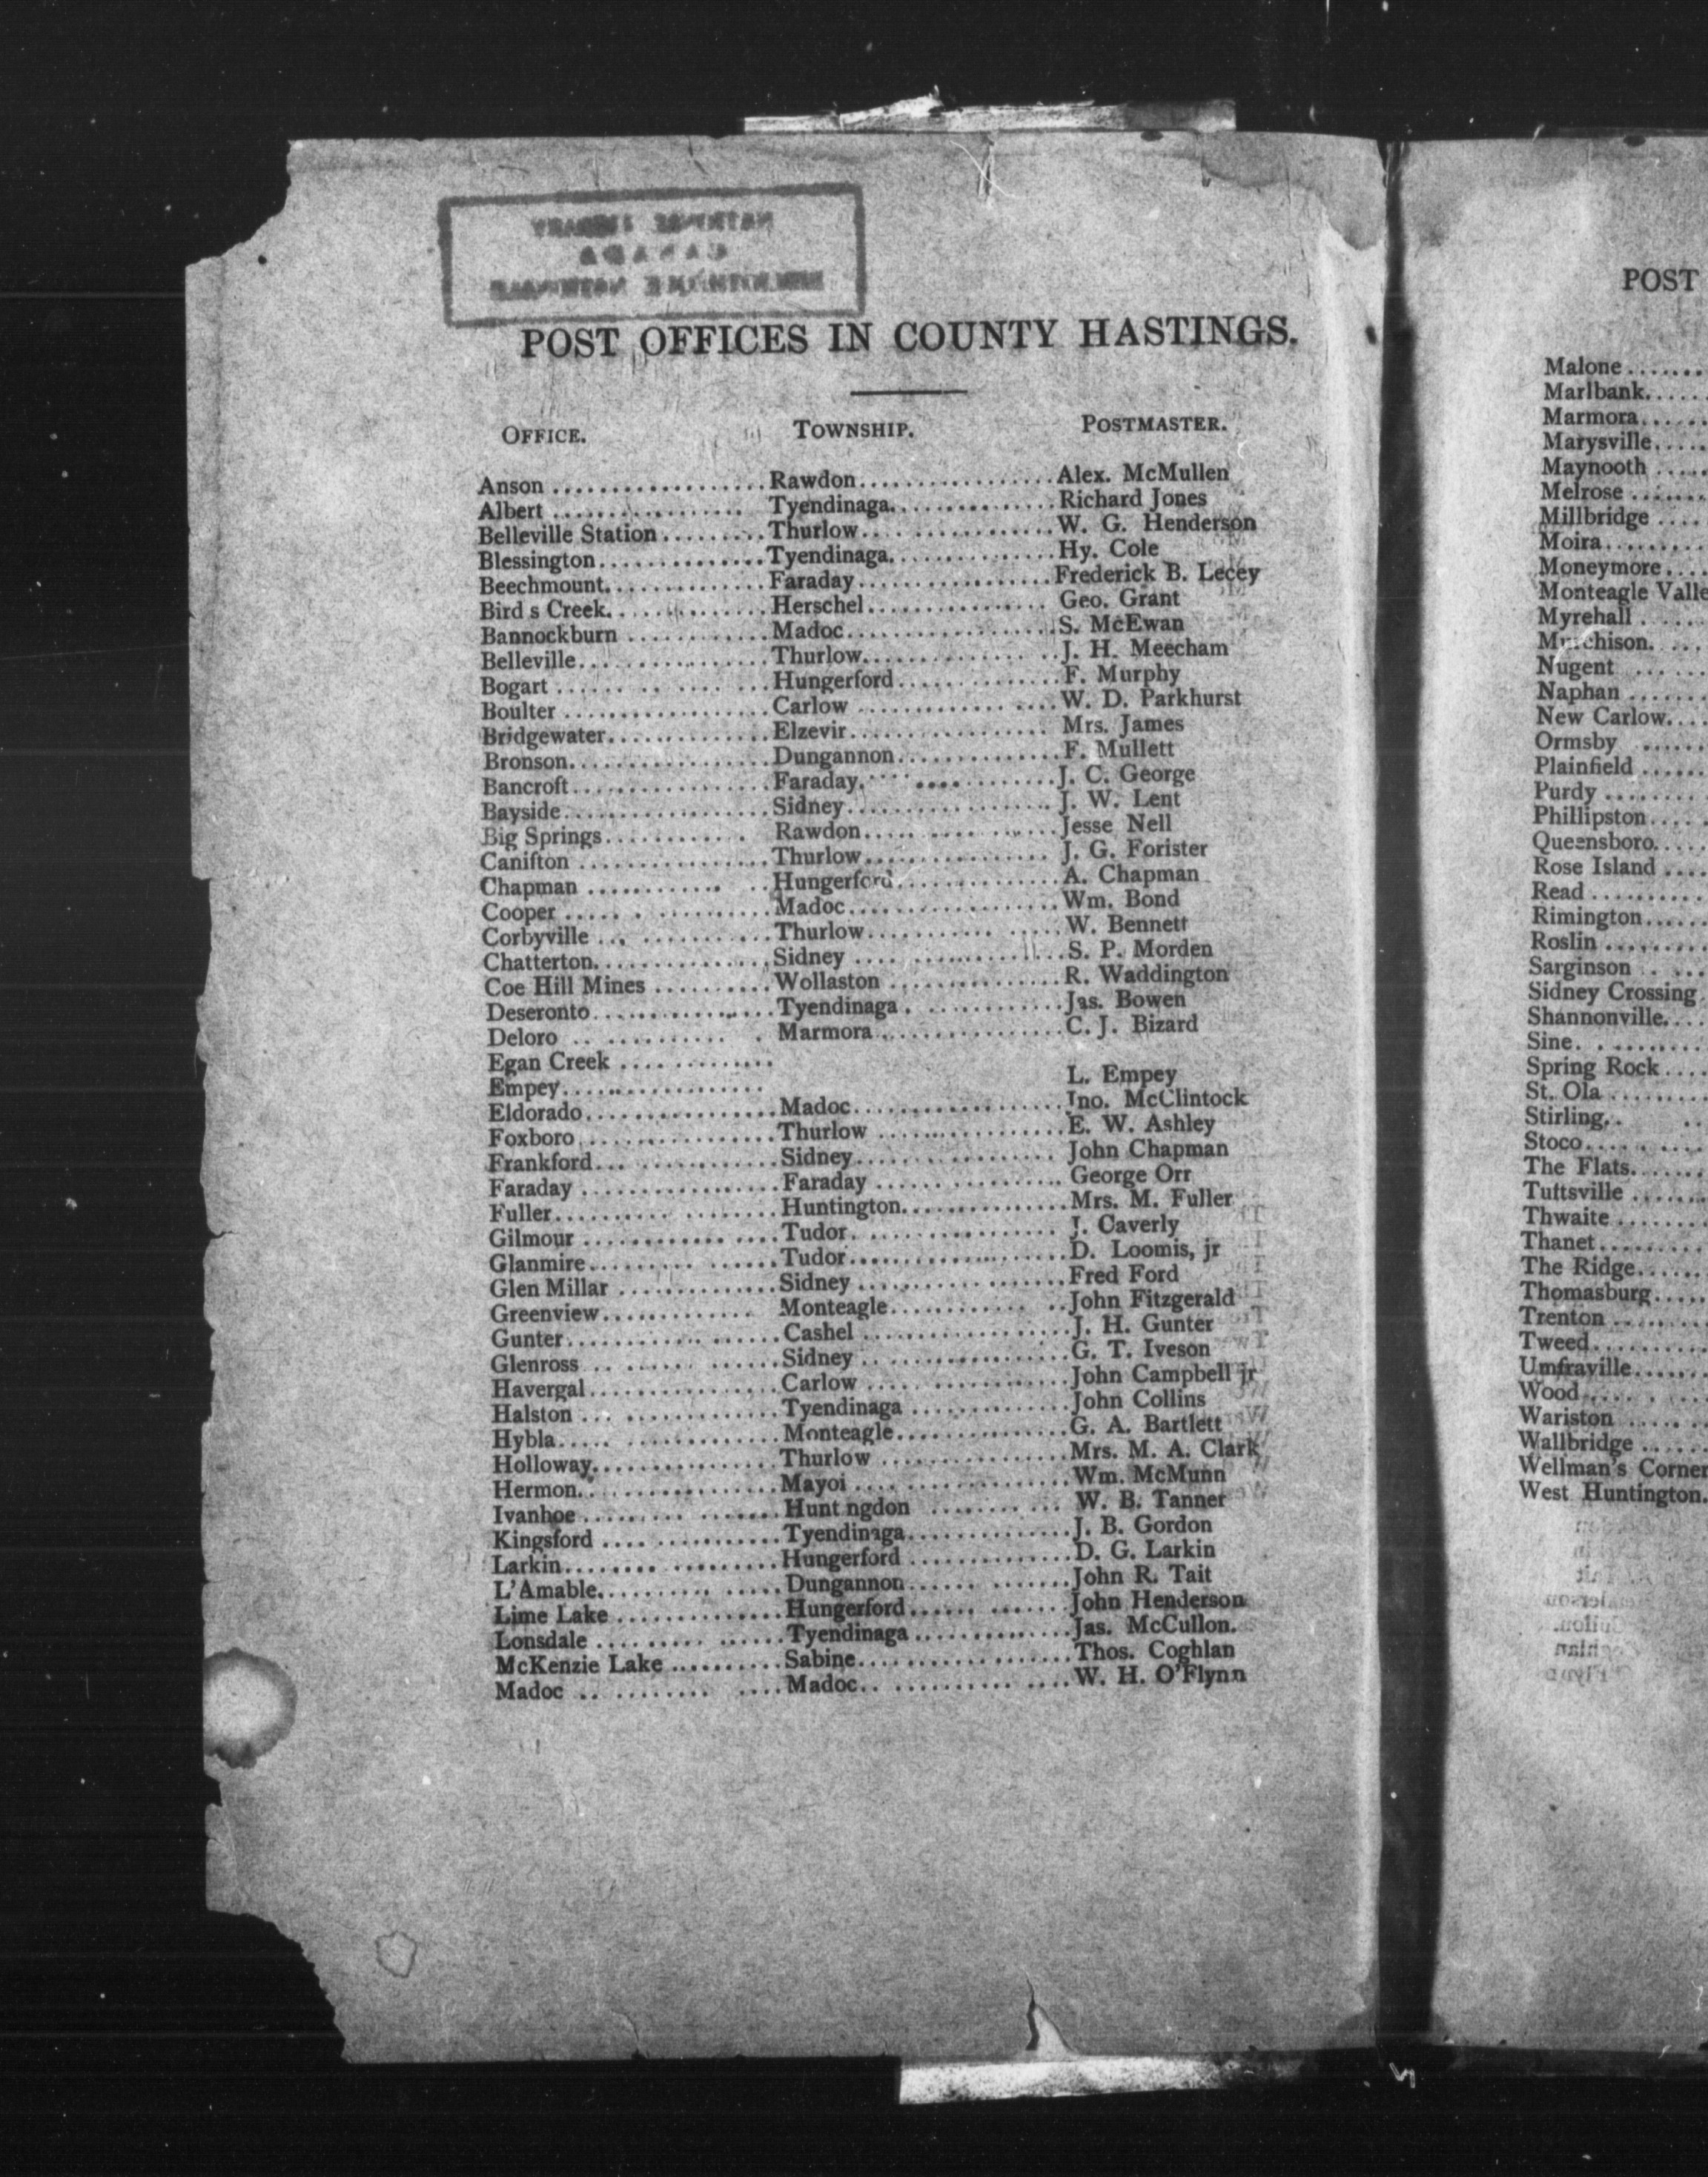 POST OFFICES IN COUNTY HASTINGS.
OFFICE. TOWNSHIP. POSTMASTER.
Anson .................. Rawdon................ Alex. McMullen
Albert ................ Tyendinaga.............. Richard Jones
Belleville Station ......... Thurlow................ W. G. Henderson
Blessington.............. Tyendinaga.............. Hy. Cole
Beechmount.............. Faraday................ Frederick B. Lecey
Bird s Creek............. Herschel............... Geo. Grant
Bannockburn ............ Madoc.................. S. McEwan
Belleville................ Thurlow................ J. H. Meecham
Bogart ................ Hungerford.............. F. Murphy
Boulter .................. Carlow ................ W. D. Parkhurst
Bridgewater.............. Elzevir................. Mrs. James
Bronson................. Dungannon.............. F. Mullett
Bancroft................. Faraday................ J. C. George
Bayside.................. Sidney................. J. W. Lent
Big Springs............ Rawdon................ Jesse Nell
Canifton ................ Thurlow................ J. G. Forister
Chapman .............. Hungerford.............. A. Chapman
Cooper ................ Madoc.................. Wm. Bond
Corbyville .............. Thurlow................ W. Bennett
Chatterton............... Sidney ................ S. P. Morden
Coe Hill Mines .......... Wollaston ............... R. Waddington
Deseronto................ Tyendinaga ............ Jas. Bowen
Deloro .............. Marmora................ C. J. Bizard
Egan Creek .............
Empey................. L. Empey
Eldorado................ Madoc.................. Jno. McClintock
Foxboro ................ Thurlow ................ E. W. Ashley
Frankford................ Sidney................. John Chapman
Faraday ................. Faraday ................ George Orr
Fuller.................. Huntington.............. Mrs. M. Fuller
Gilmour ................ Tudor.................. J. Caverly
Glanmire................ Tudor.................. D. Loomis, jr
Glen Millar .............. Sidney ................. Fred Ford
Greenview............. Monteagle.............. John Fitzgerald
Gunter.................. Cashel .................. J. H. Gunter
Glenross ................ Sidney ................. G. T. Iveson
Havergal................ Carlow ................. John Campbell jr
Halston ................ Tyendinaga .............. John Collins
Hybla.................. Monteagle.............. G. A. Bartlett
Holloway................ Thurlow ................ Mrs. M. A. Clark
Hermon................. Mayoi .................. Wm. McMunn
Ivanhoe ................ Hunt ngdon ............ W. B. Tanner
Kingsford .............. Tyendinaga.............. J. B. Gordon
Larkin.................. Hungerford .............. D. G. Larkin
L'Amable............... Dungannon.............. John R. Tait
Lime Lake .............. Hungerford.............. John Henderson
Lonsdale ................ Tyendinaga .............. Jas. McCullon.
McKenzie Lake .......... Sabine.................. Thos. Coghlan
Madoc .............. Madoc................ W. H. O'Flynn
POST
Malone .......
Marlbank......
Marmora......
Marysville....
Maynooth ....
Melrose ......
Millbridge ....
Moira.........
Moneymore....
Monteagle Valle
Myrehall .....
chison. ...
Nugent ....
Naphan ......
New Carlow....
Ormsby ......
Plainfield ......
Purdy ........
Phillipston.....
Queensboro.....
Rose Island ....
Read ..........
Rimington.....
Roslin ........
Sarginson .....
Sidney Crossing
Shannonville....
Sine. .........
Spring Rock....
St. Ola ........
Stirling..
Stoco........
The Flats......
Tuftsville ......
Thwaite .......
Thanet.........
The Ridge......
Thomasburg.....
Trenton .......
Tweed.........
Umfraville......
Wood.........
Wariston ......
Wallbridge .....
Wellman's Corner
West Huntington.